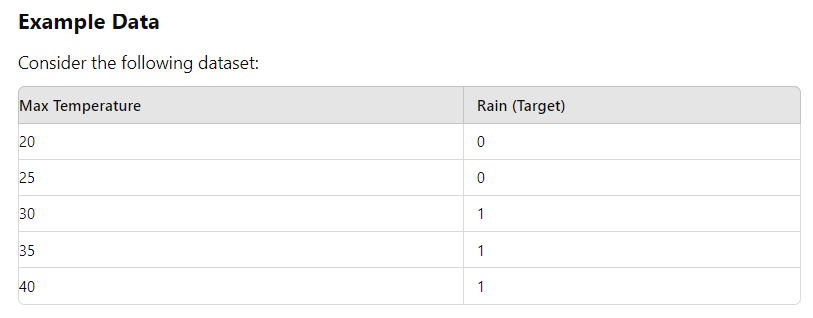 Example Data
Consider the following dataset:
Max Temperature Rain (Target)
20 0
25 0
30 1
35 1
40 1